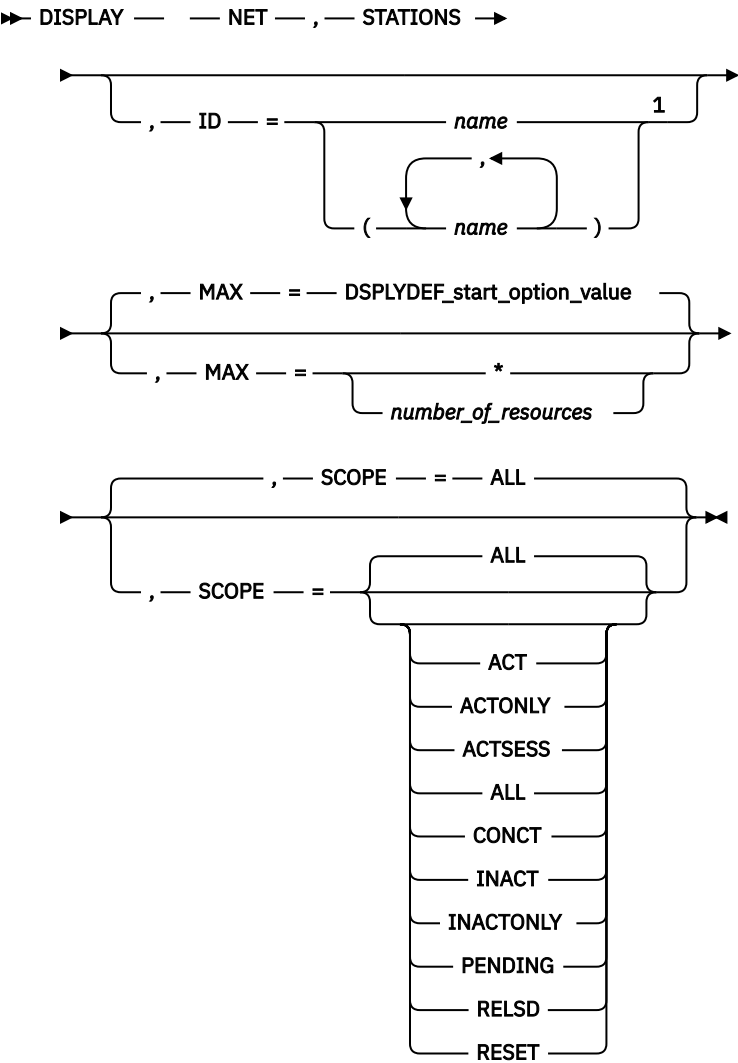 DISPLAY NET , STATIONS
1
, ID = name
,
( name )
, MAX = DSPLYDEF_start_option_value
, MAX = *
number_of_resources
, SCOPE = ALL
ALL
, SCOPE =
ACT
ACTONLY
ACTSESS
ALL
CONCT
INACT
INACTONLY
PENDING
RELSD
RESET